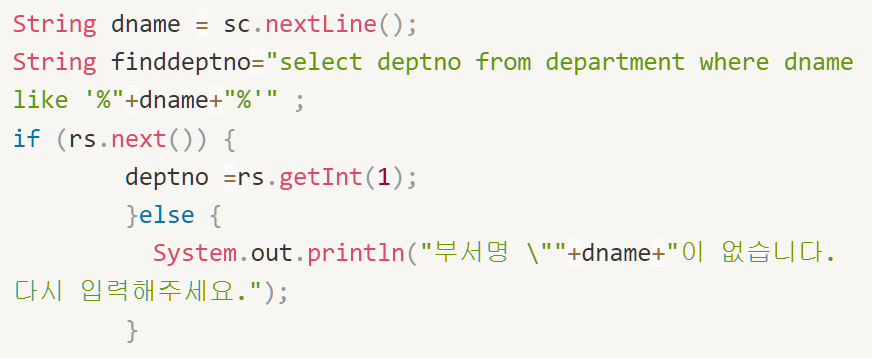 String dname = sc.nextLine();
String finddeptno="select deptno from department where dname
like '%"+dname+"%'" ;
if (rs.next()) {
        deptno =rs.getInt(1);
        }else {
          System.out.println("부서명 \""+dname+"이 없습니다.
다시 입력해주세요.");
        }